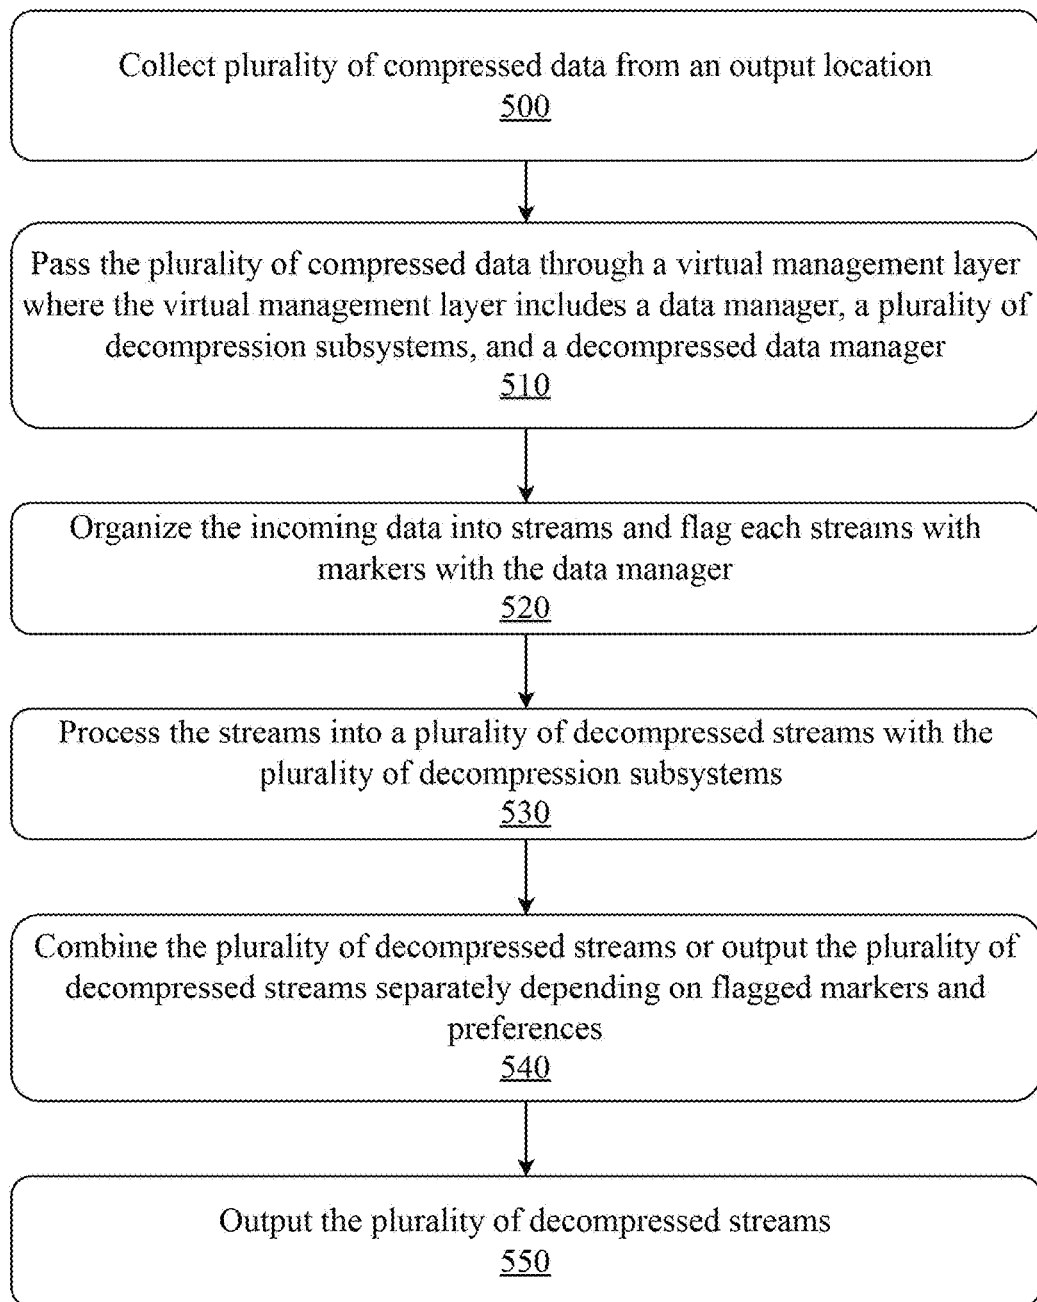 Collect plurality of compressed data from an output location
500
Pass the plurality of compressed data through a virtual management layer
where the virtual management layer includes a data manager, a plurality of
decompression subsystems, and a decompressed data manager
510
Organize the incoming data into streams and flag each streams with
markers with the data manager
520
Process the streams into a plurality of decompressed streams with the
plurality of decompression subsystems
530
Combine the plurality of decompressed streams or output the plurality of
decompressed streams separately depending on flagged markers and
preferences
540
Output the plurality of decompressed streams
550